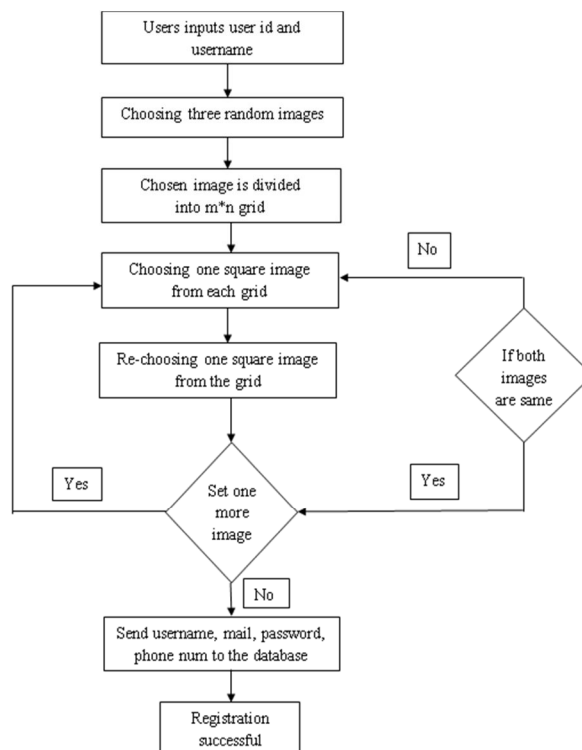 Users inputs user id and
username
Choosing three random images
Chosen image is divided
into m*n grid
No
Choosing one square image
from each grid
Re-choosing one square image
from the grid
If both
images
are same
Yes
Yes
Set one
more
image
No
Send username, mail, password,
phone num to the database
Registration
successful